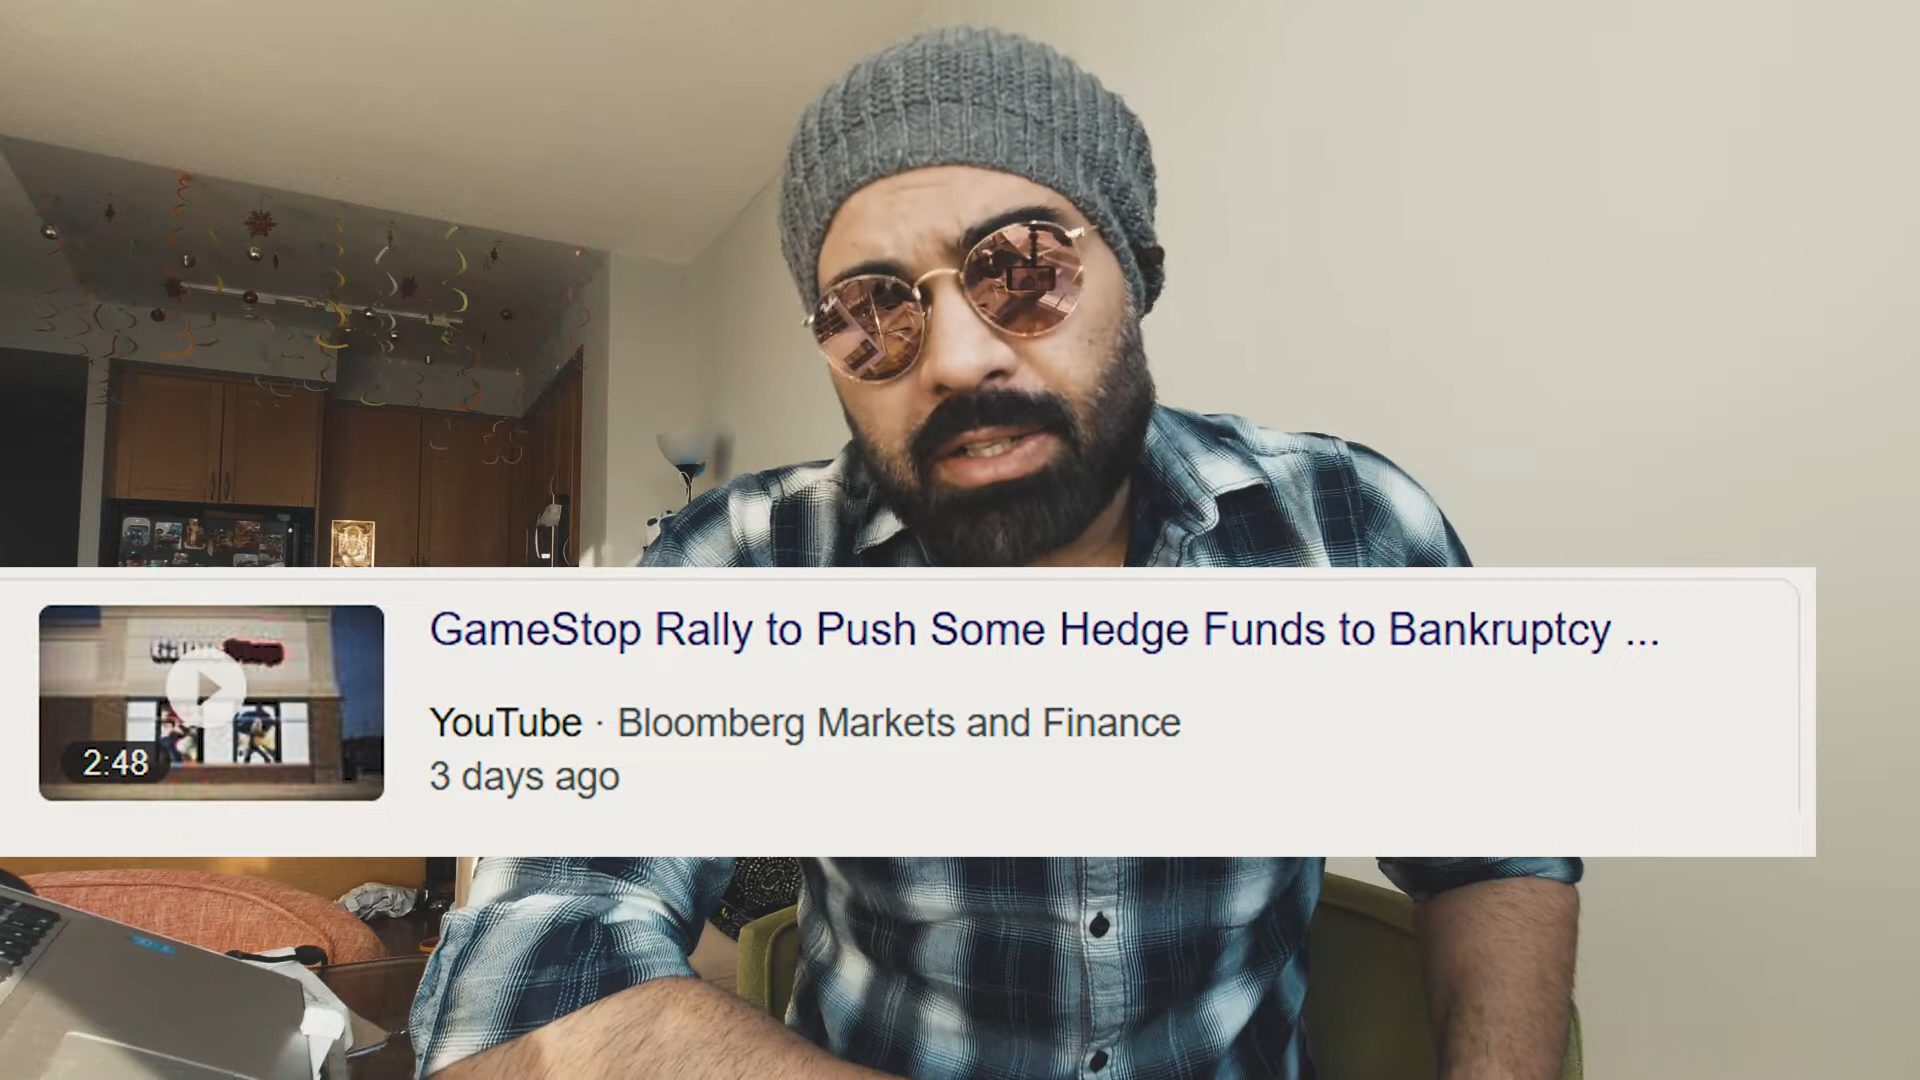 GameStop Rally to Push Some Hedge Funds to Bankruptcy ...
YouTube · Bloomberg Markets and Finance
2:48
3 days ago